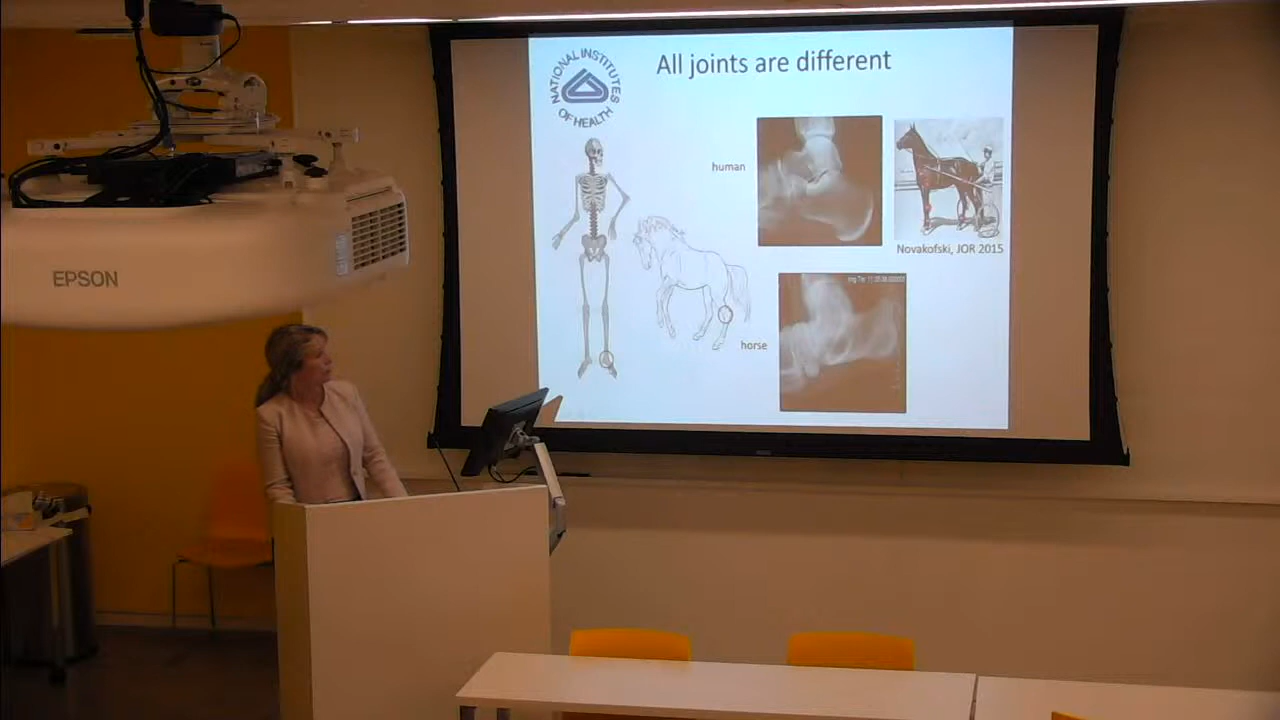 All joints are different
NATIONAL INSTITUTES
OF HEALTH
human
Novakofski, JOR 2015
horse
EPSON